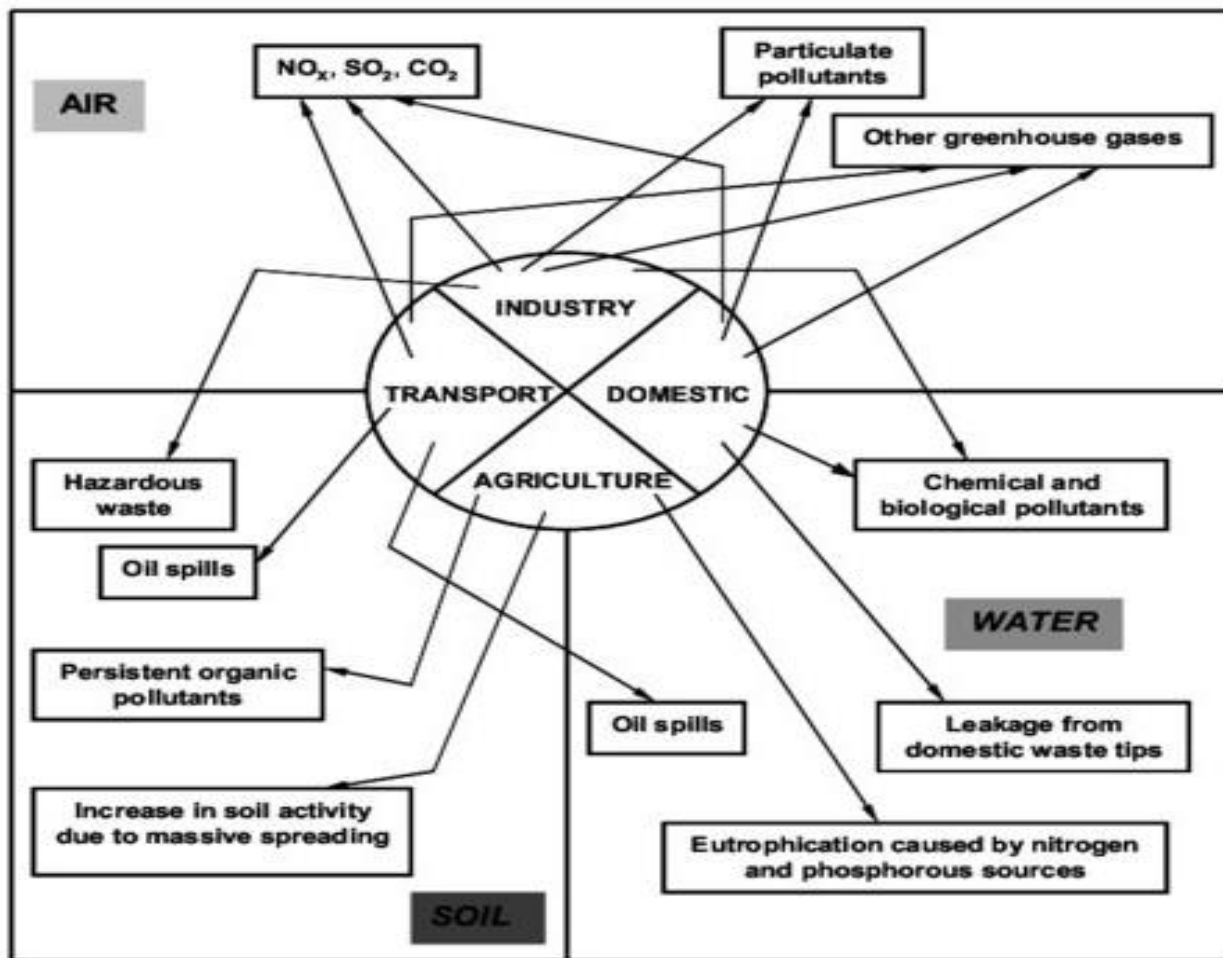 NOₓ, SO₂, CO₂
Particulate
pollutants
AIR
Other greenhouse gases
INDUSTRY
TRANSPORT
DOMESTIC
Hazardous
waste
AGRICULTURE
Chemical and
biological pollutants
Oil spills
WATER
Persistent organic
pollutants
Oil spills
Leakage from
domestic waste tips
Increase in soil activity
due to massive spreading
Eutrophication caused by nitrogen
and phosphorous sources
SOIL